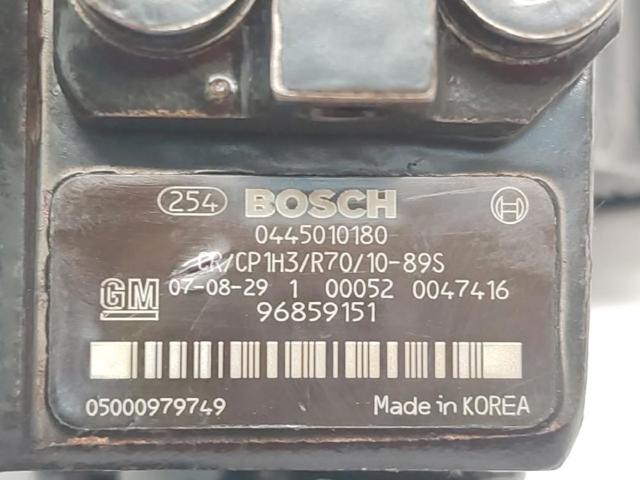 254 BOSCH
0445010180
CR/CP1H3/R70/10-89S
GM 07-08-29 1 00052 0047416
96859151
05000979749 Made in KOREA